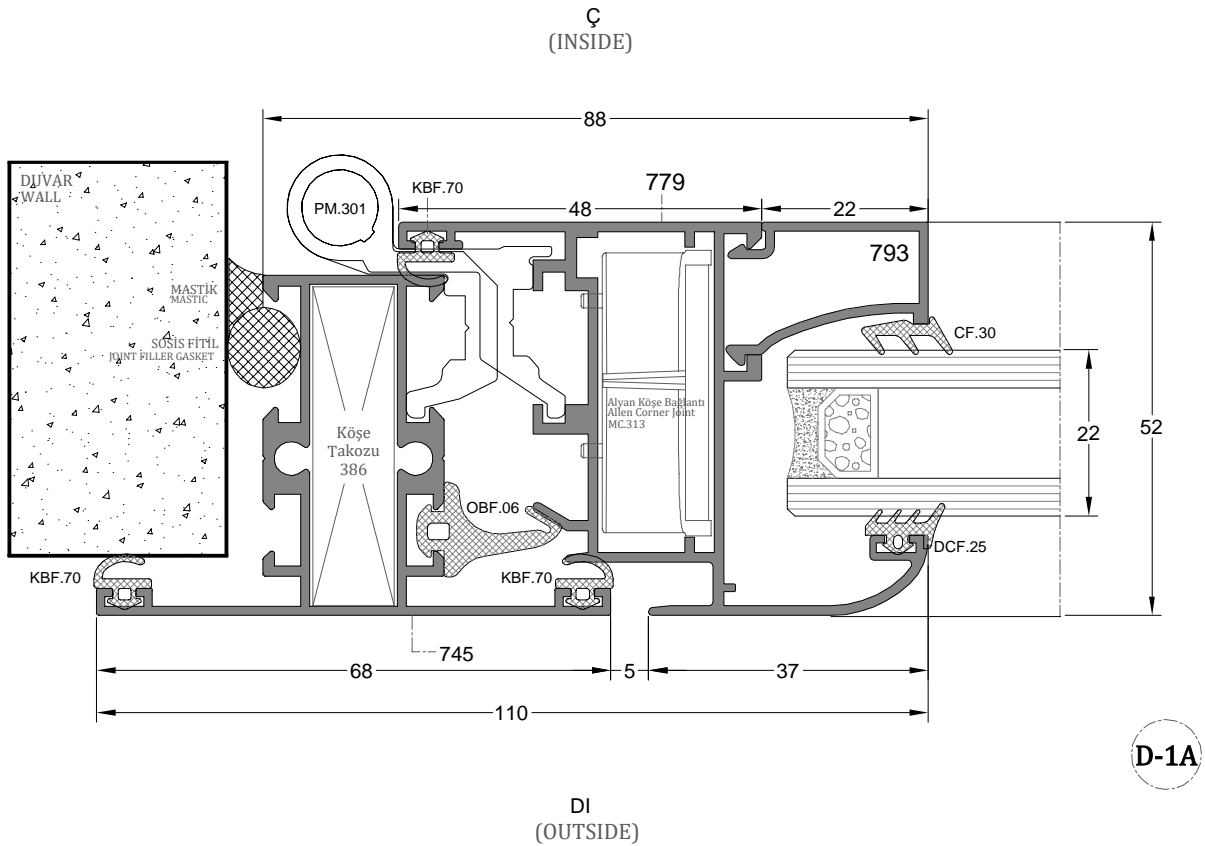 Ç
(INSIDE)
88
DUVAR
WALL
PM.301
KBF.70
779
48
22
793
MASTİK
MASTIC
SOSİS FİTİL
JOINT FILLER GASKET
CF.30
Alyan Köşe Bağlantı
Allen Corner Joint
MC.313
Köşe
Takozu
386
22
52
OBF.06
DCF.25
KBF.70
KBF.70
745
68
5
37
110
D-1A
DI
(OUTSIDE)